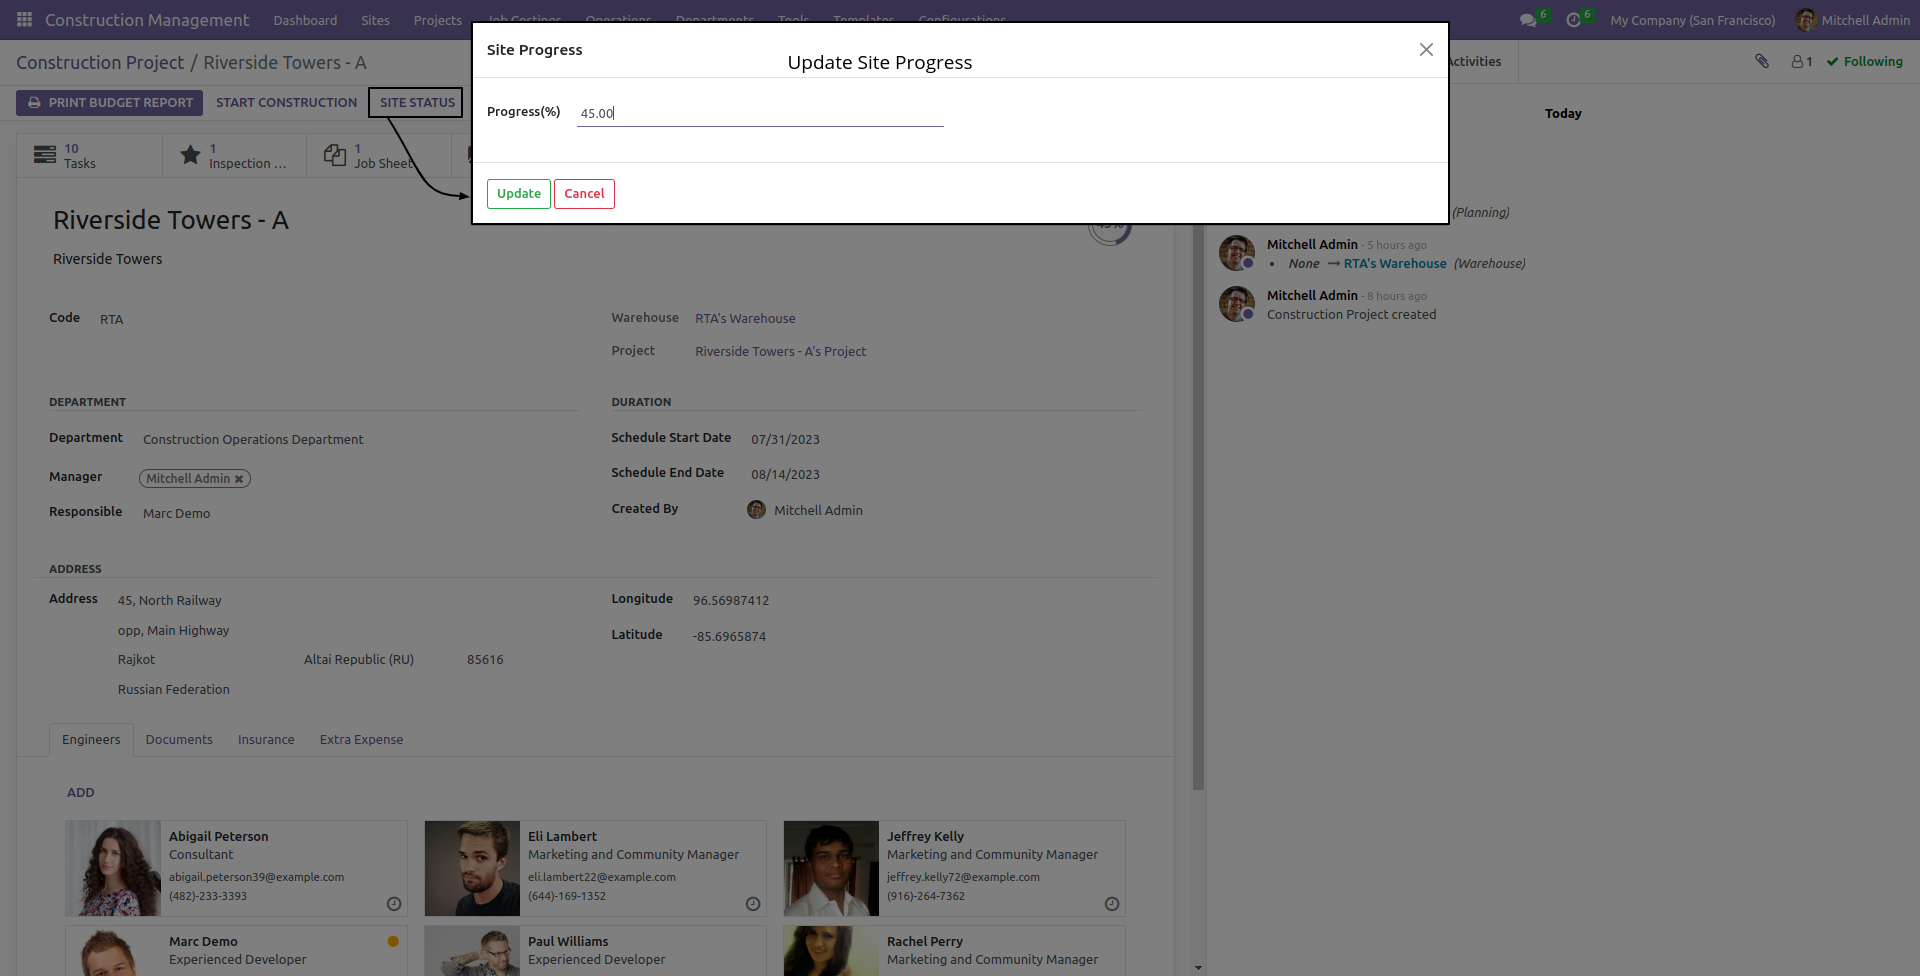 Construction Management Dashboard Sites Projects Job Costings Operations Departments Tools Templates Configurations 6 6 My Company (San Francisco) Mitchell Admin
Construction Project / Riverside Towers - A
Activities 1 Following
PRINT BUDGET REPORT START CONSTRUCTION SITE STATUS
Site Progress
Update Site Progress
Progress(%) 45.00
Update Cancel
10 Tasks
1 Inspection ...
1 Job Sheet
45%
Riverside Towers - A
Riverside Towers
Code RTA
Warehouse RTA's Warehouse
Project Riverside Towers - A's Project
DEPARTMENT
Department Construction Operations Department
Manager Mitchell Admin ✖
Responsible Marc Demo
DURATION
Schedule Start Date 07/31/2023
Schedule End Date 08/14/2023
Created By Mitchell Admin
ADDRESS
Address 45, North Railway
opp, Main Highway
Rajkot Altai Republic (RU) 85616
Russian Federation
Longitude 96.56987412
Latitude -85.6965874
Engineers Documents Insurance Extra Expense
ADD
Abigail Peterson
Consultant
abigail.peterson39@example.com
(482)-233-3393
Eli Lambert
Marketing and Community Manager
eli.lambert22@example.com
(644)-169-1352
Jeffrey Kelly
Marketing and Community Manager
jeffrey.kelly72@example.com
(916)-264-7362
Marc Demo
Experienced Developer
Paul Williams
Experienced Developer
Rachel Perry
Marketing and Community Manager
Today
(Planning)
Mitchell Admin - 5 hours ago
• None → RTA's Warehouse (Warehouse)
Mitchell Admin - 8 hours ago
Construction Project created